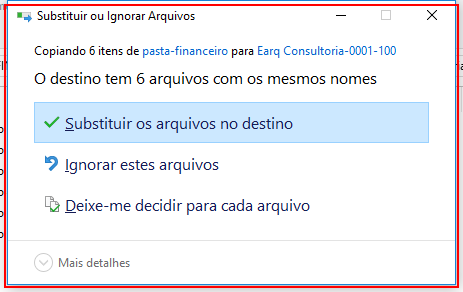 Substituir ou Ignorar Arquivos
Copiando 6 itens de pasta-financeiro para Earq Consultoria-0001-100
O destino tem 6 arquivos com os mesmos nomes
Substituir os arquivos no destino
Ignorar estes arquivos
Deixe-me decidir para cada arquivo
Mais detalhes